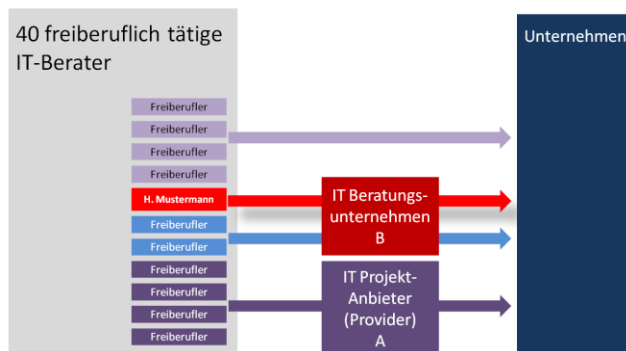 40 freiberuflich tätige
IT-Berater
Unternehmen
Freiberufler
Freiberufler
Freiberufler
Freiberufler
H. Mustermann
Freiberufler
Freiberufler
Freiberufler
Freiberufler
Freiberufler
Freiberufler
IT Beratungs-
unternehmen
B
IT Projekt-
Anbieter
(Provider)
A